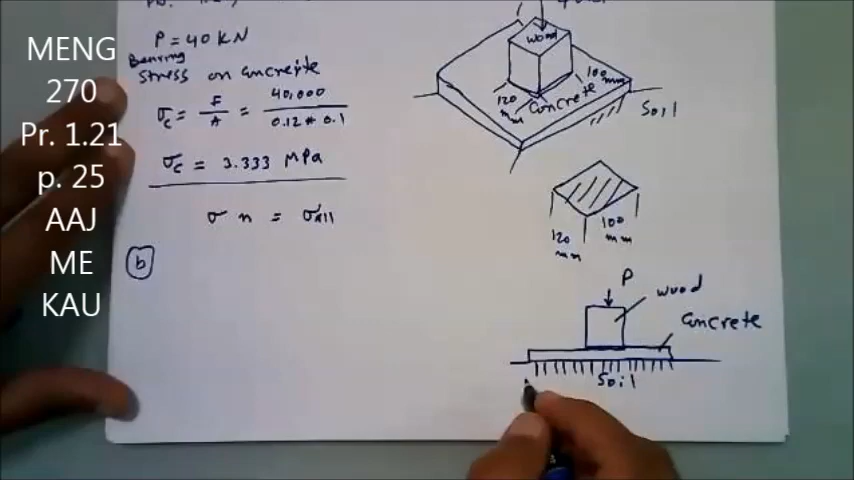 MENG
270
Pr. 1.21
p. 25
AAJ
ME
KAU
P = 40 KN
Bearing
Stress on Concrete
σc = F/A = 40,000 / 0.12 * 0.1
σc = 3.333 MPa
σ n = σall
b
wood
100
mm
120
mm
Concrete
Soil
120
mm
100
mm
P
wood
Concrete
Soil